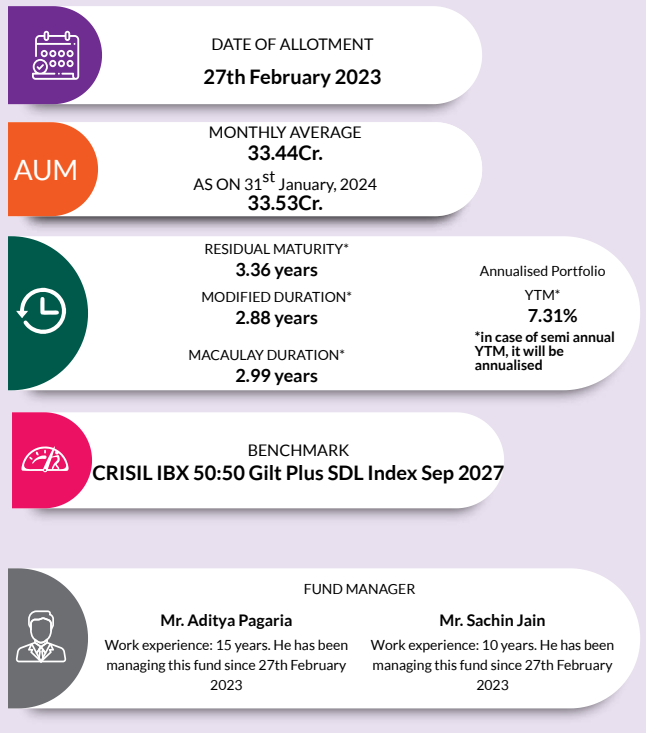 DATE OF ALLOTMENT
27th February 2023
AUM
MONTHLY AVERAGE
33.44Cr.
AS ON 31st January, 2024
33.53Cr.
RESIDUAL MATURITY*
3.36 years
MODIFIED DURATION*
2.88 years
MACAULAY DURATION*
2.99 years
Annualised Portfolio
YTM*
7.31%
*in case of semi annual
YTM, it will be
annualised
BENCHMARK
CRISIL IBX 50:50 Gilt Plus SDL Index Sep 2027
FUND MANAGER
Mr. Aditya Pagaria
Work experience: 15 years. He has been
managing this fund since 27th February
2023
Mr. Sachin Jain
Work experience: 10 years. He has been
managing this fund since 27th February
2023